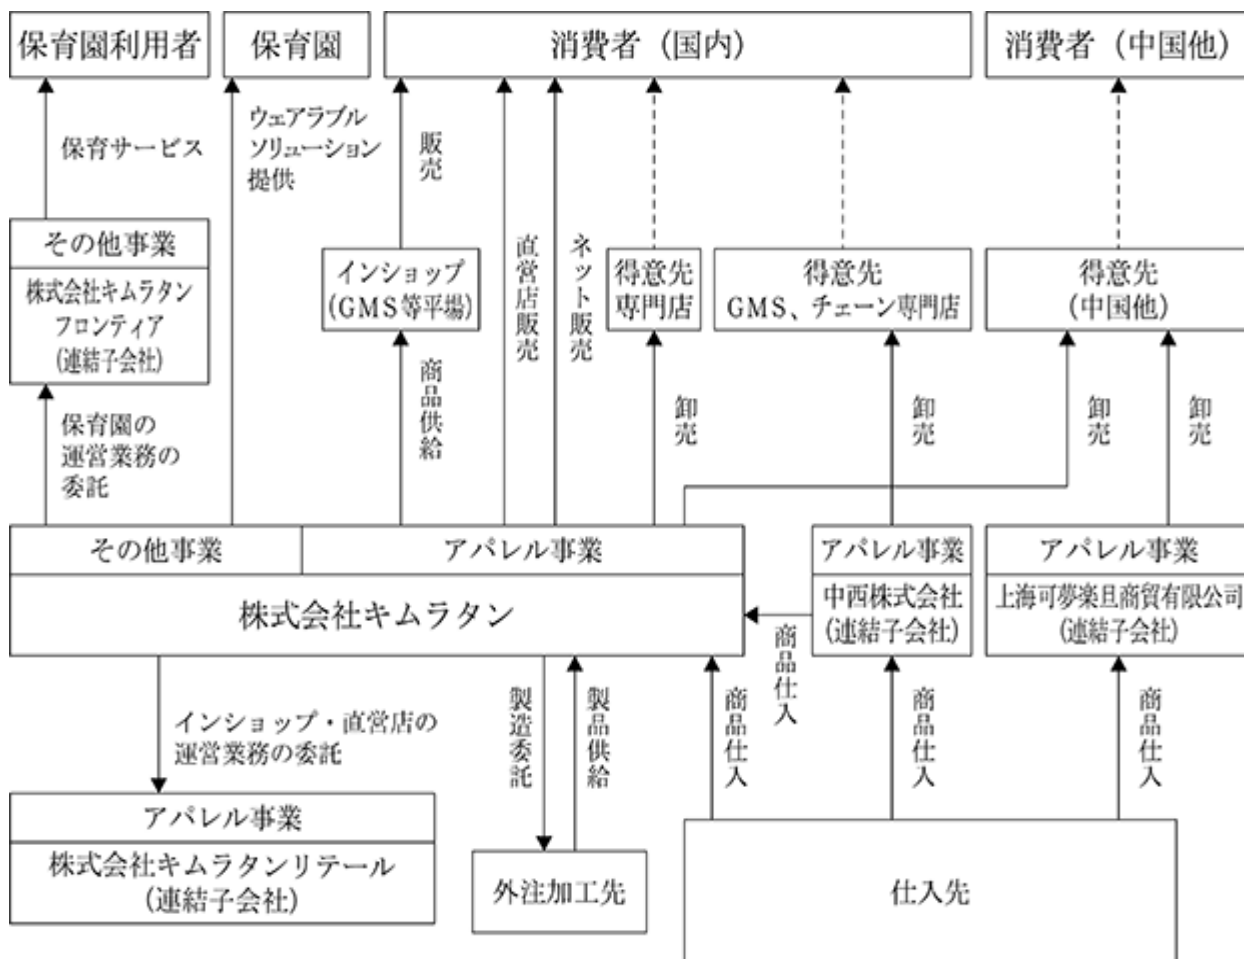 保育園利用者
保育園
消費者（国内）
消費者（中国他）
保育サービス
ウェアラブル
ソリューション
提供
販売
直営店販売
ネット販売
その他事業
株式会社キムラタン
フロンティア
(連結子会社)
インショップ
(GMS等平場)
得意先
専門店
得意先
GMS、チェーン専門店
得意先
(中国他)
保育園の
運営業務の
委託
商品供給
卸売
卸売
卸売
卸売
その他事業
アパレル事業
株式会社キムラタン
アパレル事業
中西株式会社
(連結子会社)
アパレル事業
上海可夢楽旦商貿有限公司
(連結子会社)
商品仕入
インショップ・直営店の
運営業務の委託
製造委託
製品供給
商品仕入
商品仕入
商品仕入
アパレル事業
株式会社キムラタンリテール
(連結子会社)
外注加工先
仕入先